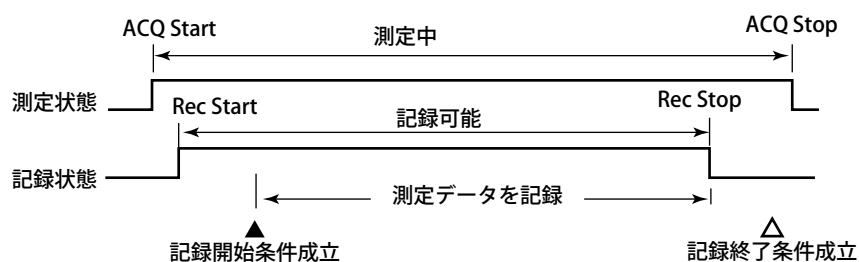 ACQ Start
測定中
ACQ Stop
測定状態
Rec Start
記録可能
Rec Stop
記録状態
測定データを記録
記録開始条件成立
記録終了条件成立